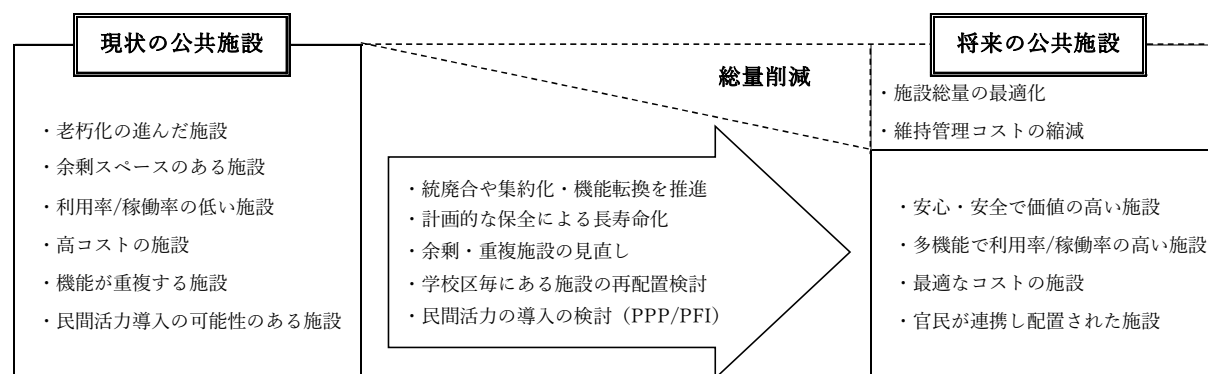 現状の公共施設
・老朽化の進んだ施設
・余剰スペースのある施設
・利用率/稼働率の低い施設
・高コストの施設
・機能が重複する施設
・民間活力導入の可能性のある施設
総量削減
・統廃合や集約化・機能転換を推進
・計画的な保全による長寿命化
・余剰・重複施設の見直し
・学校区毎にある施設の再配置検討
・民間活力の導入の検討（PPP/PFI）
将来の公共施設
・施設総量の最適化
・維持管理コストの縮減
・安心・安全で価値の高い施設
・多機能で利用率/稼働率の高い施設
・最適なコストの施設
・官民が連携し配置された施設